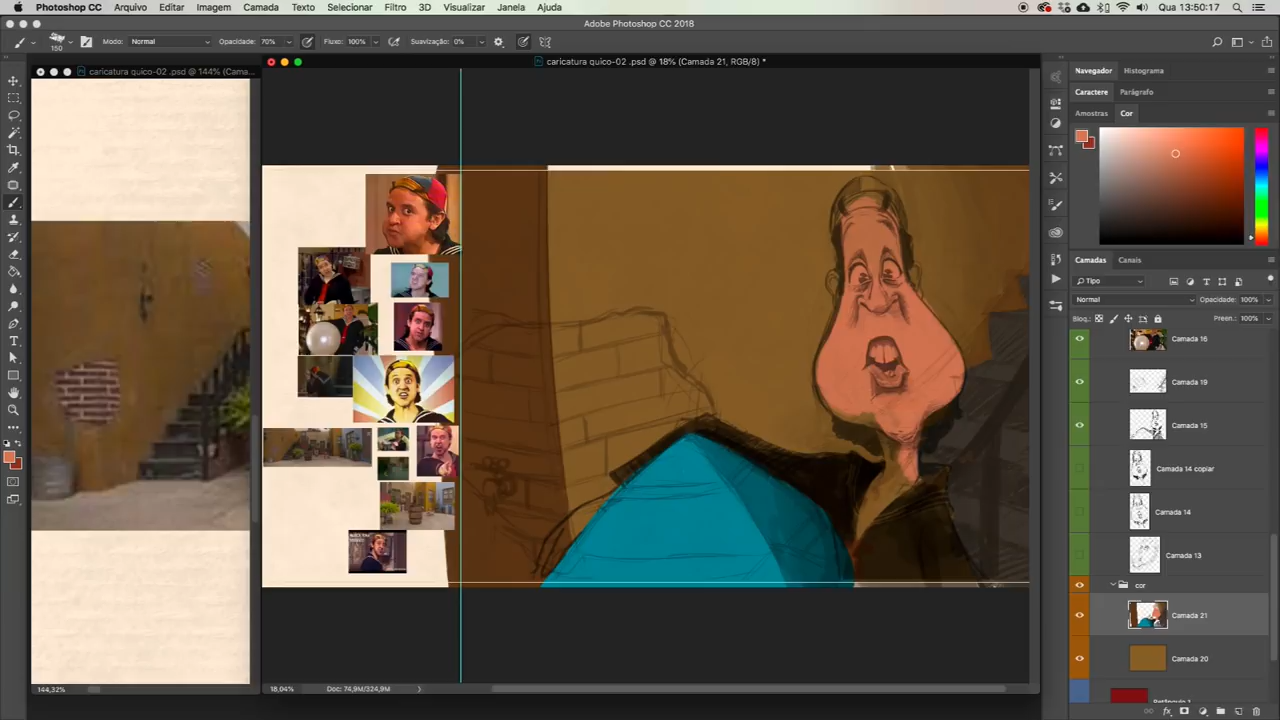 Photoshop CC Arquivo Editar Imagem Camada Texto Selecionar Filtro 3D Visualizar Janela Ajuda Qua 13:50:17
Adobe Photoshop CC 2018
150 Modo: Normal Opacidade: 70% Fluxo: 100% Suavização: 0%
caricatura quico-02 .psd @ 144% (Cama...
caricatura quico-02 .psd @ 18% (Camada 21, RGB/8) *
Navegador Histograma
Caractere Parágrafo
Amostras Cor
Camadas Canais
Tipo
Normal Opacidade: 100%
Bloq.: Preen.: 100%
Camada 16
Camada 19
Camada 15
Camada 14 copiar
Camada 14
Camada 13
cor
Camada 21
Camada 20
Retângulo 1
144,32%
18,04% Doc: 74,9M/324,9M